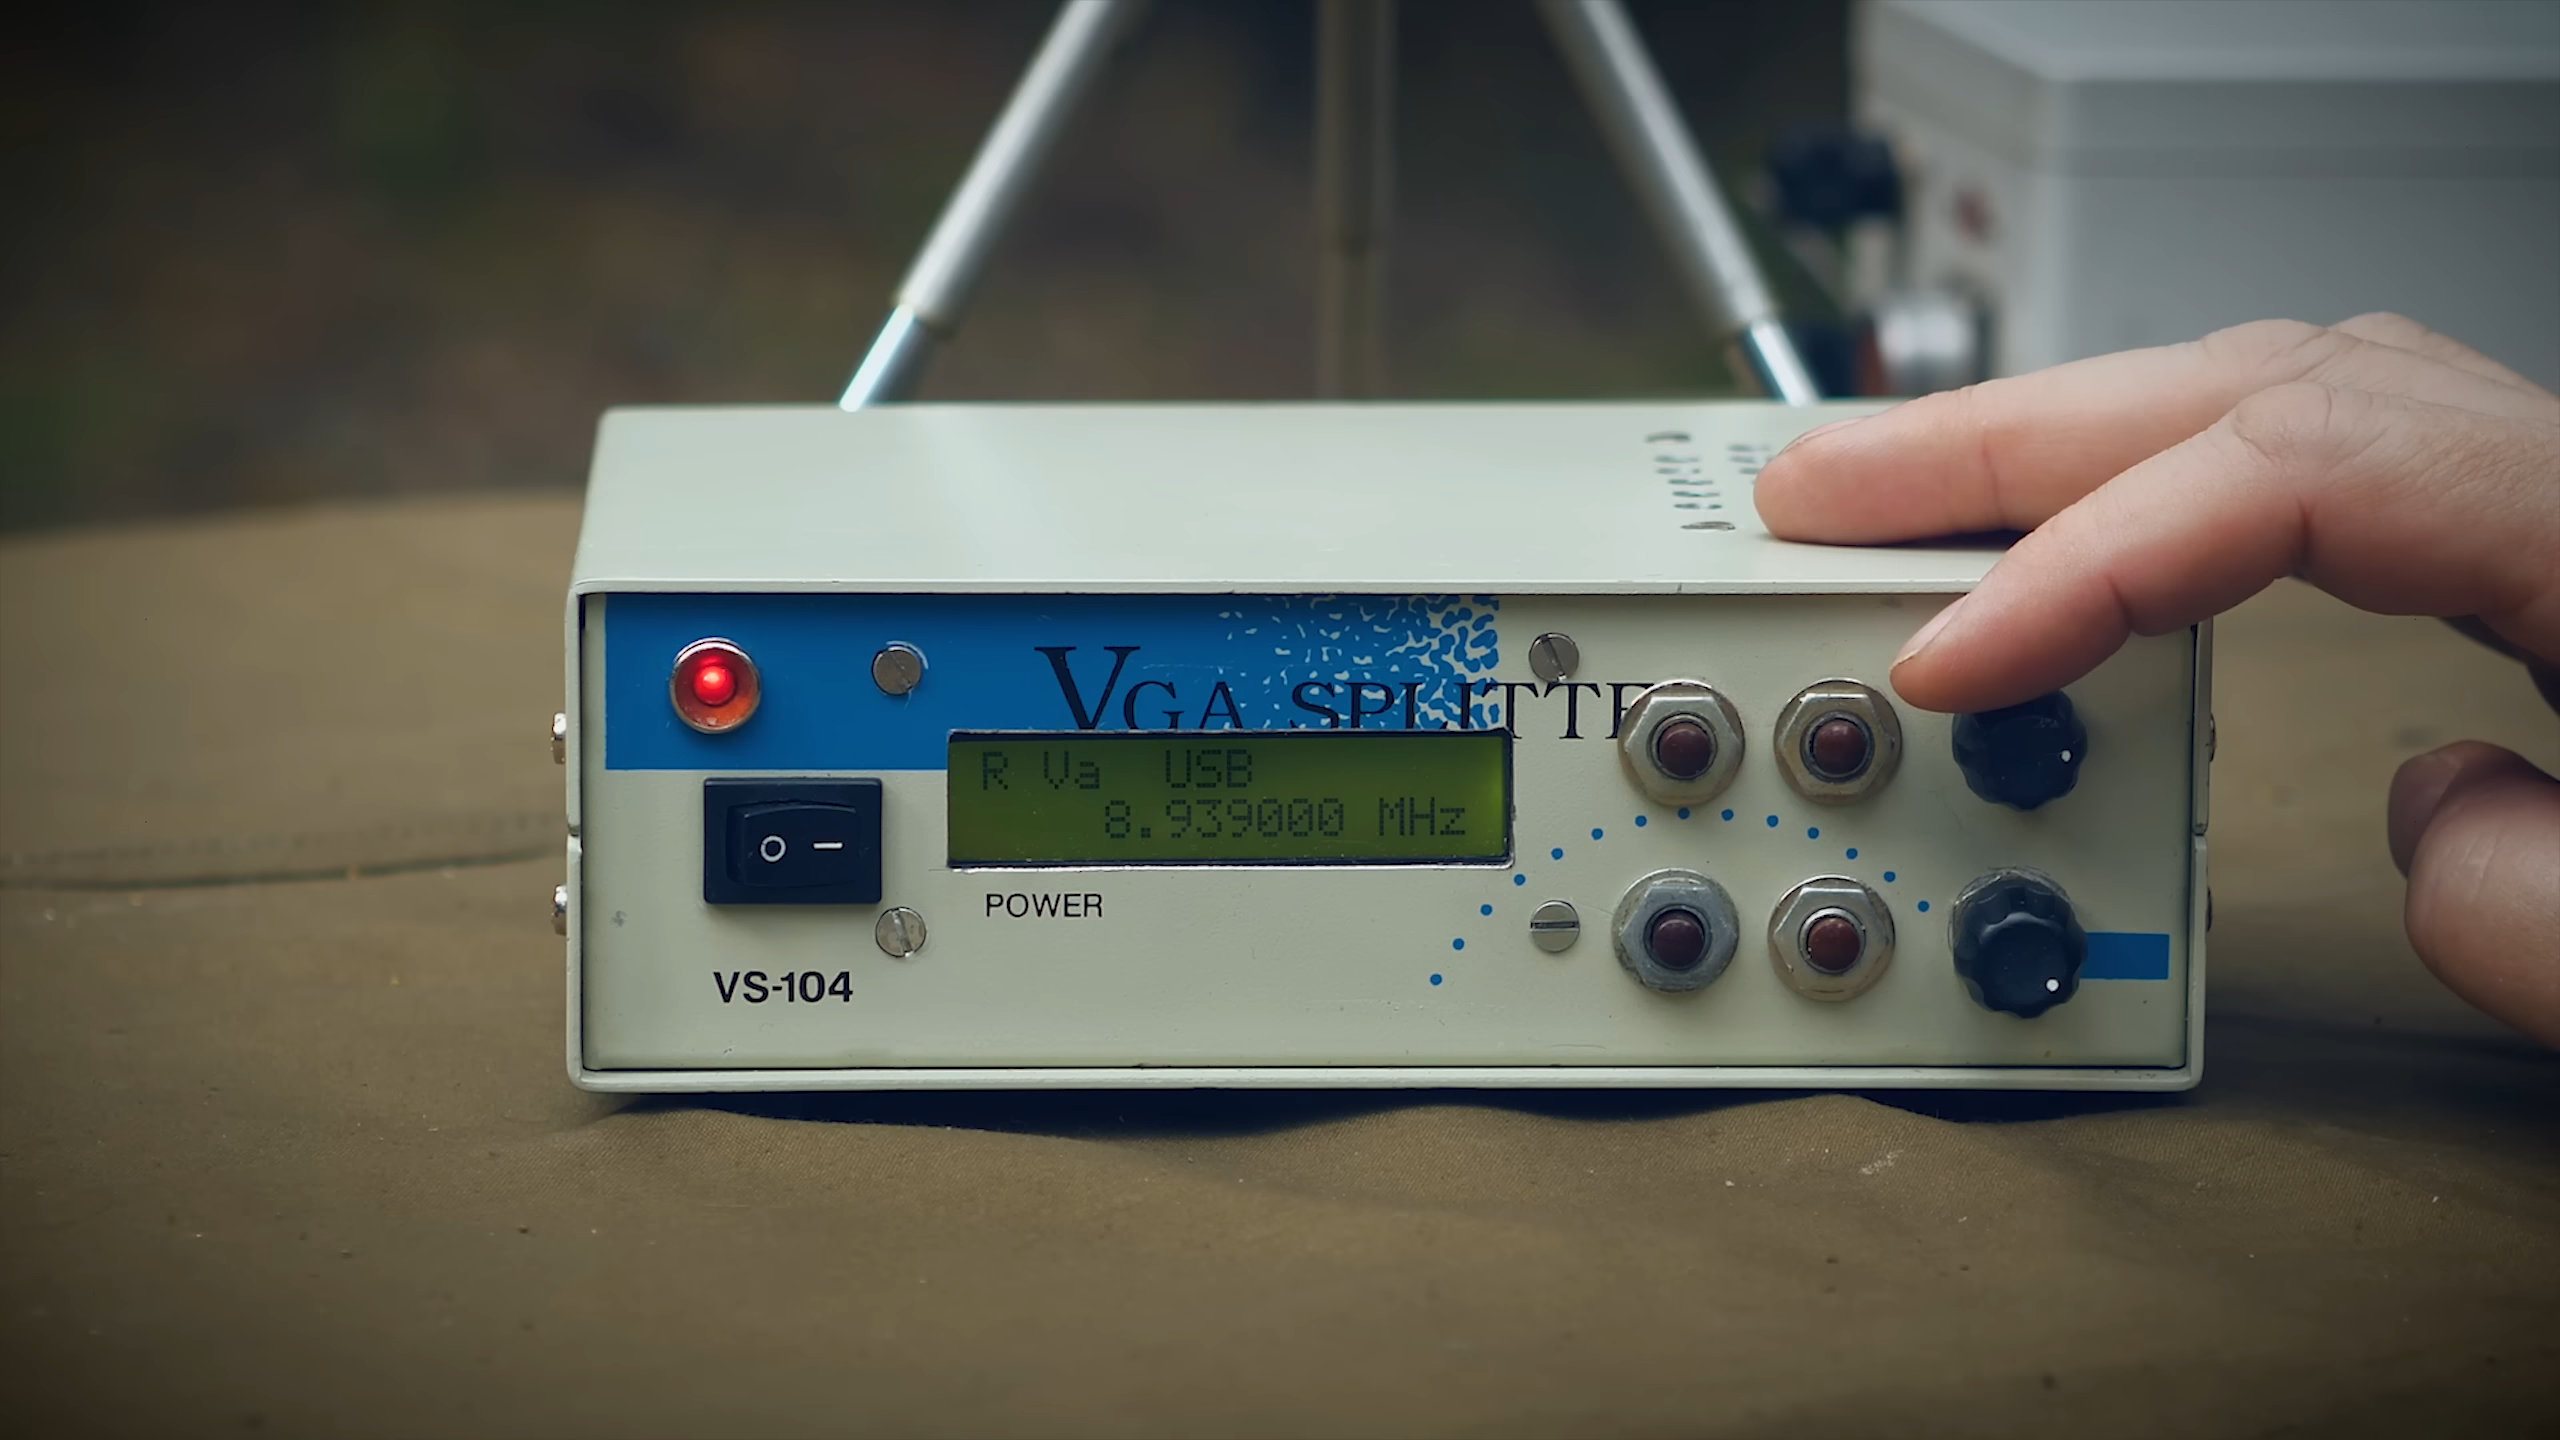 VGA SPLITTE
R Va USB
8.939000 MHz
O –
POWER
VS-104